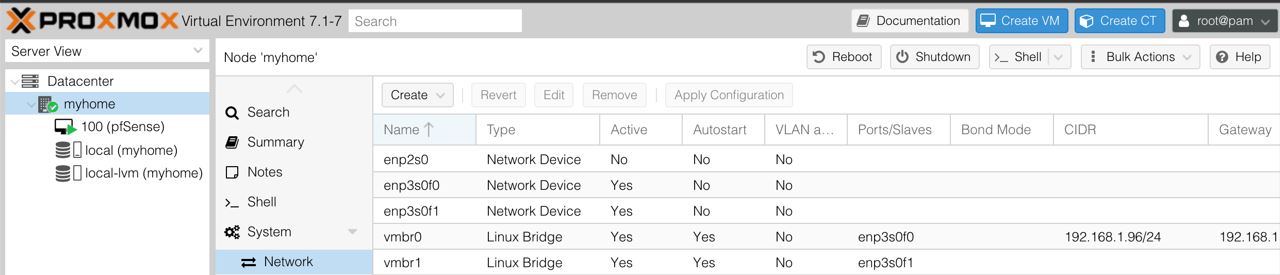 PROXMOX Virtual Environment 7.1-7 Search Documentation Create VM Create CT root@pam
Server View
Node 'myhome' Reboot Shutdown >_ Shell Bulk Actions Help
Datacenter
myhome
100 (pfSense)
local (myhome)
local-lvm (myhome)
Search
Summary
Notes
>_ Shell
System
Network
Create Revert Edit Remove Apply Configuration
Name Type Active Autostart VLAN a... Ports/Slaves Bond Mode CIDR Gateway
enp2s0 Network Device No No No
enp3s0f0 Network Device Yes No No
enp3s0f1 Network Device Yes No No
vmbr0 Linux Bridge Yes Yes No enp3s0f0 192.168.1.96/24 192.168.1
vmbr1 Linux Bridge Yes Yes No enp3s0f1